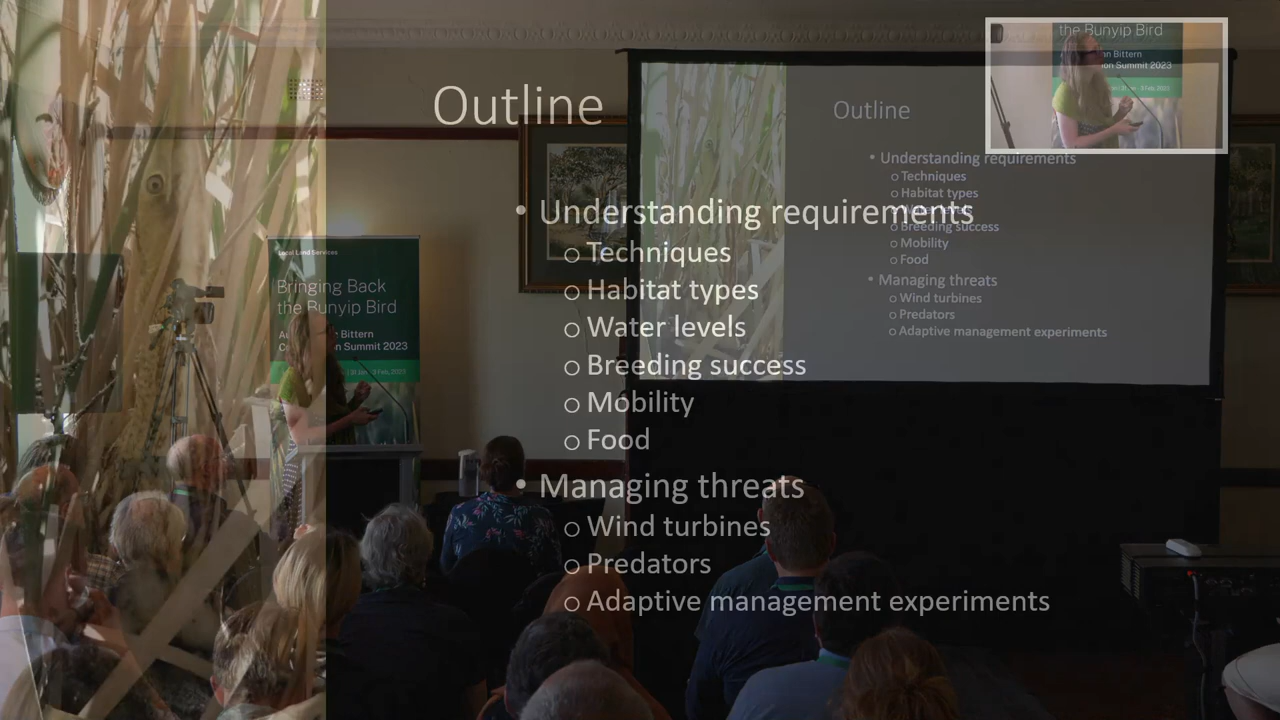 Outline
• Understanding requirements
o Techniques
o Habitat types
o Water levels
o Breeding success
o Mobility
o Food
• Managing threats
o Wind turbines
o Predators
o Adaptive management experiments
the Bunyip Bird
Bittern
Summit 2023
Outline
• Understanding requirements
o Techniques
o Habitat types
o Breeding success
o Mobility
o Food
• Managing threats
o Wind turbines
o Predators
o Adaptive management experiments
Local Land Services
Bringing Back
the Bunyip Bird
Bittern
Summit 2023